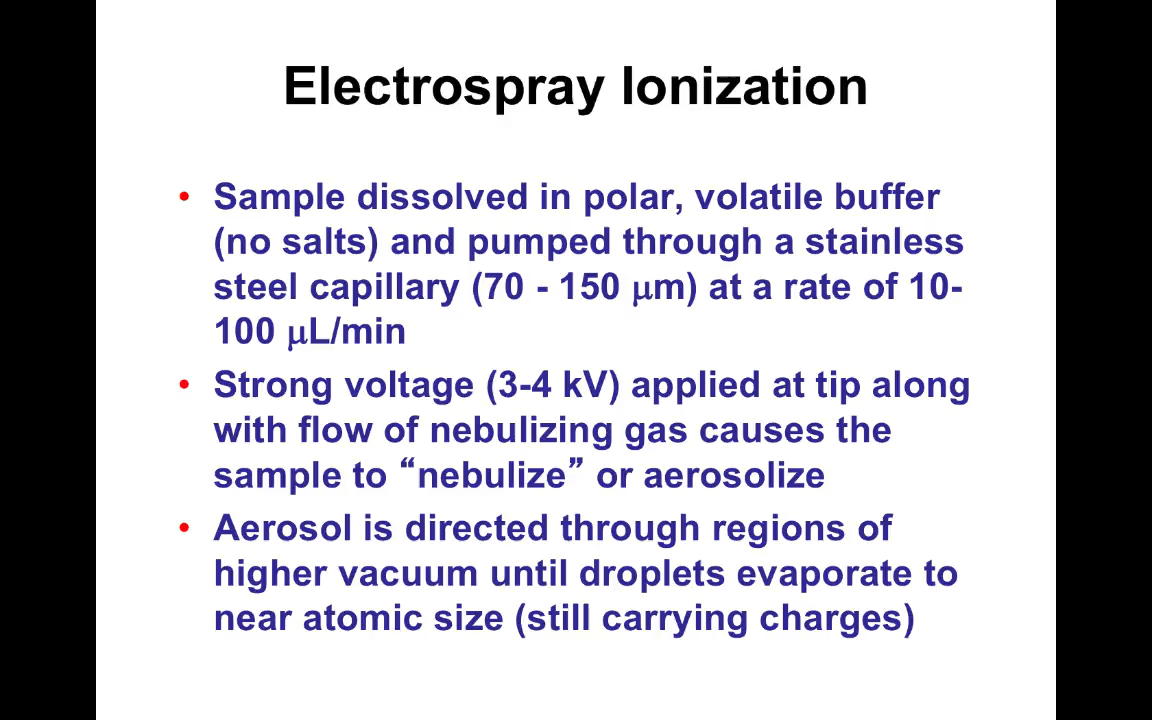 Electrospray Ionization
• Sample dissolved in polar, volatile buffer
(no salts) and pumped through a stainless
steel capillary (70 - 150 μm) at a rate of 10-
100 μL/min
• Strong voltage (3-4 kV) applied at tip along
with flow of nebulizing gas causes the
sample to “nebulize” or aerosolize
• Aerosol is directed through regions of
higher vacuum until droplets evaporate to
near atomic size (still carrying charges)